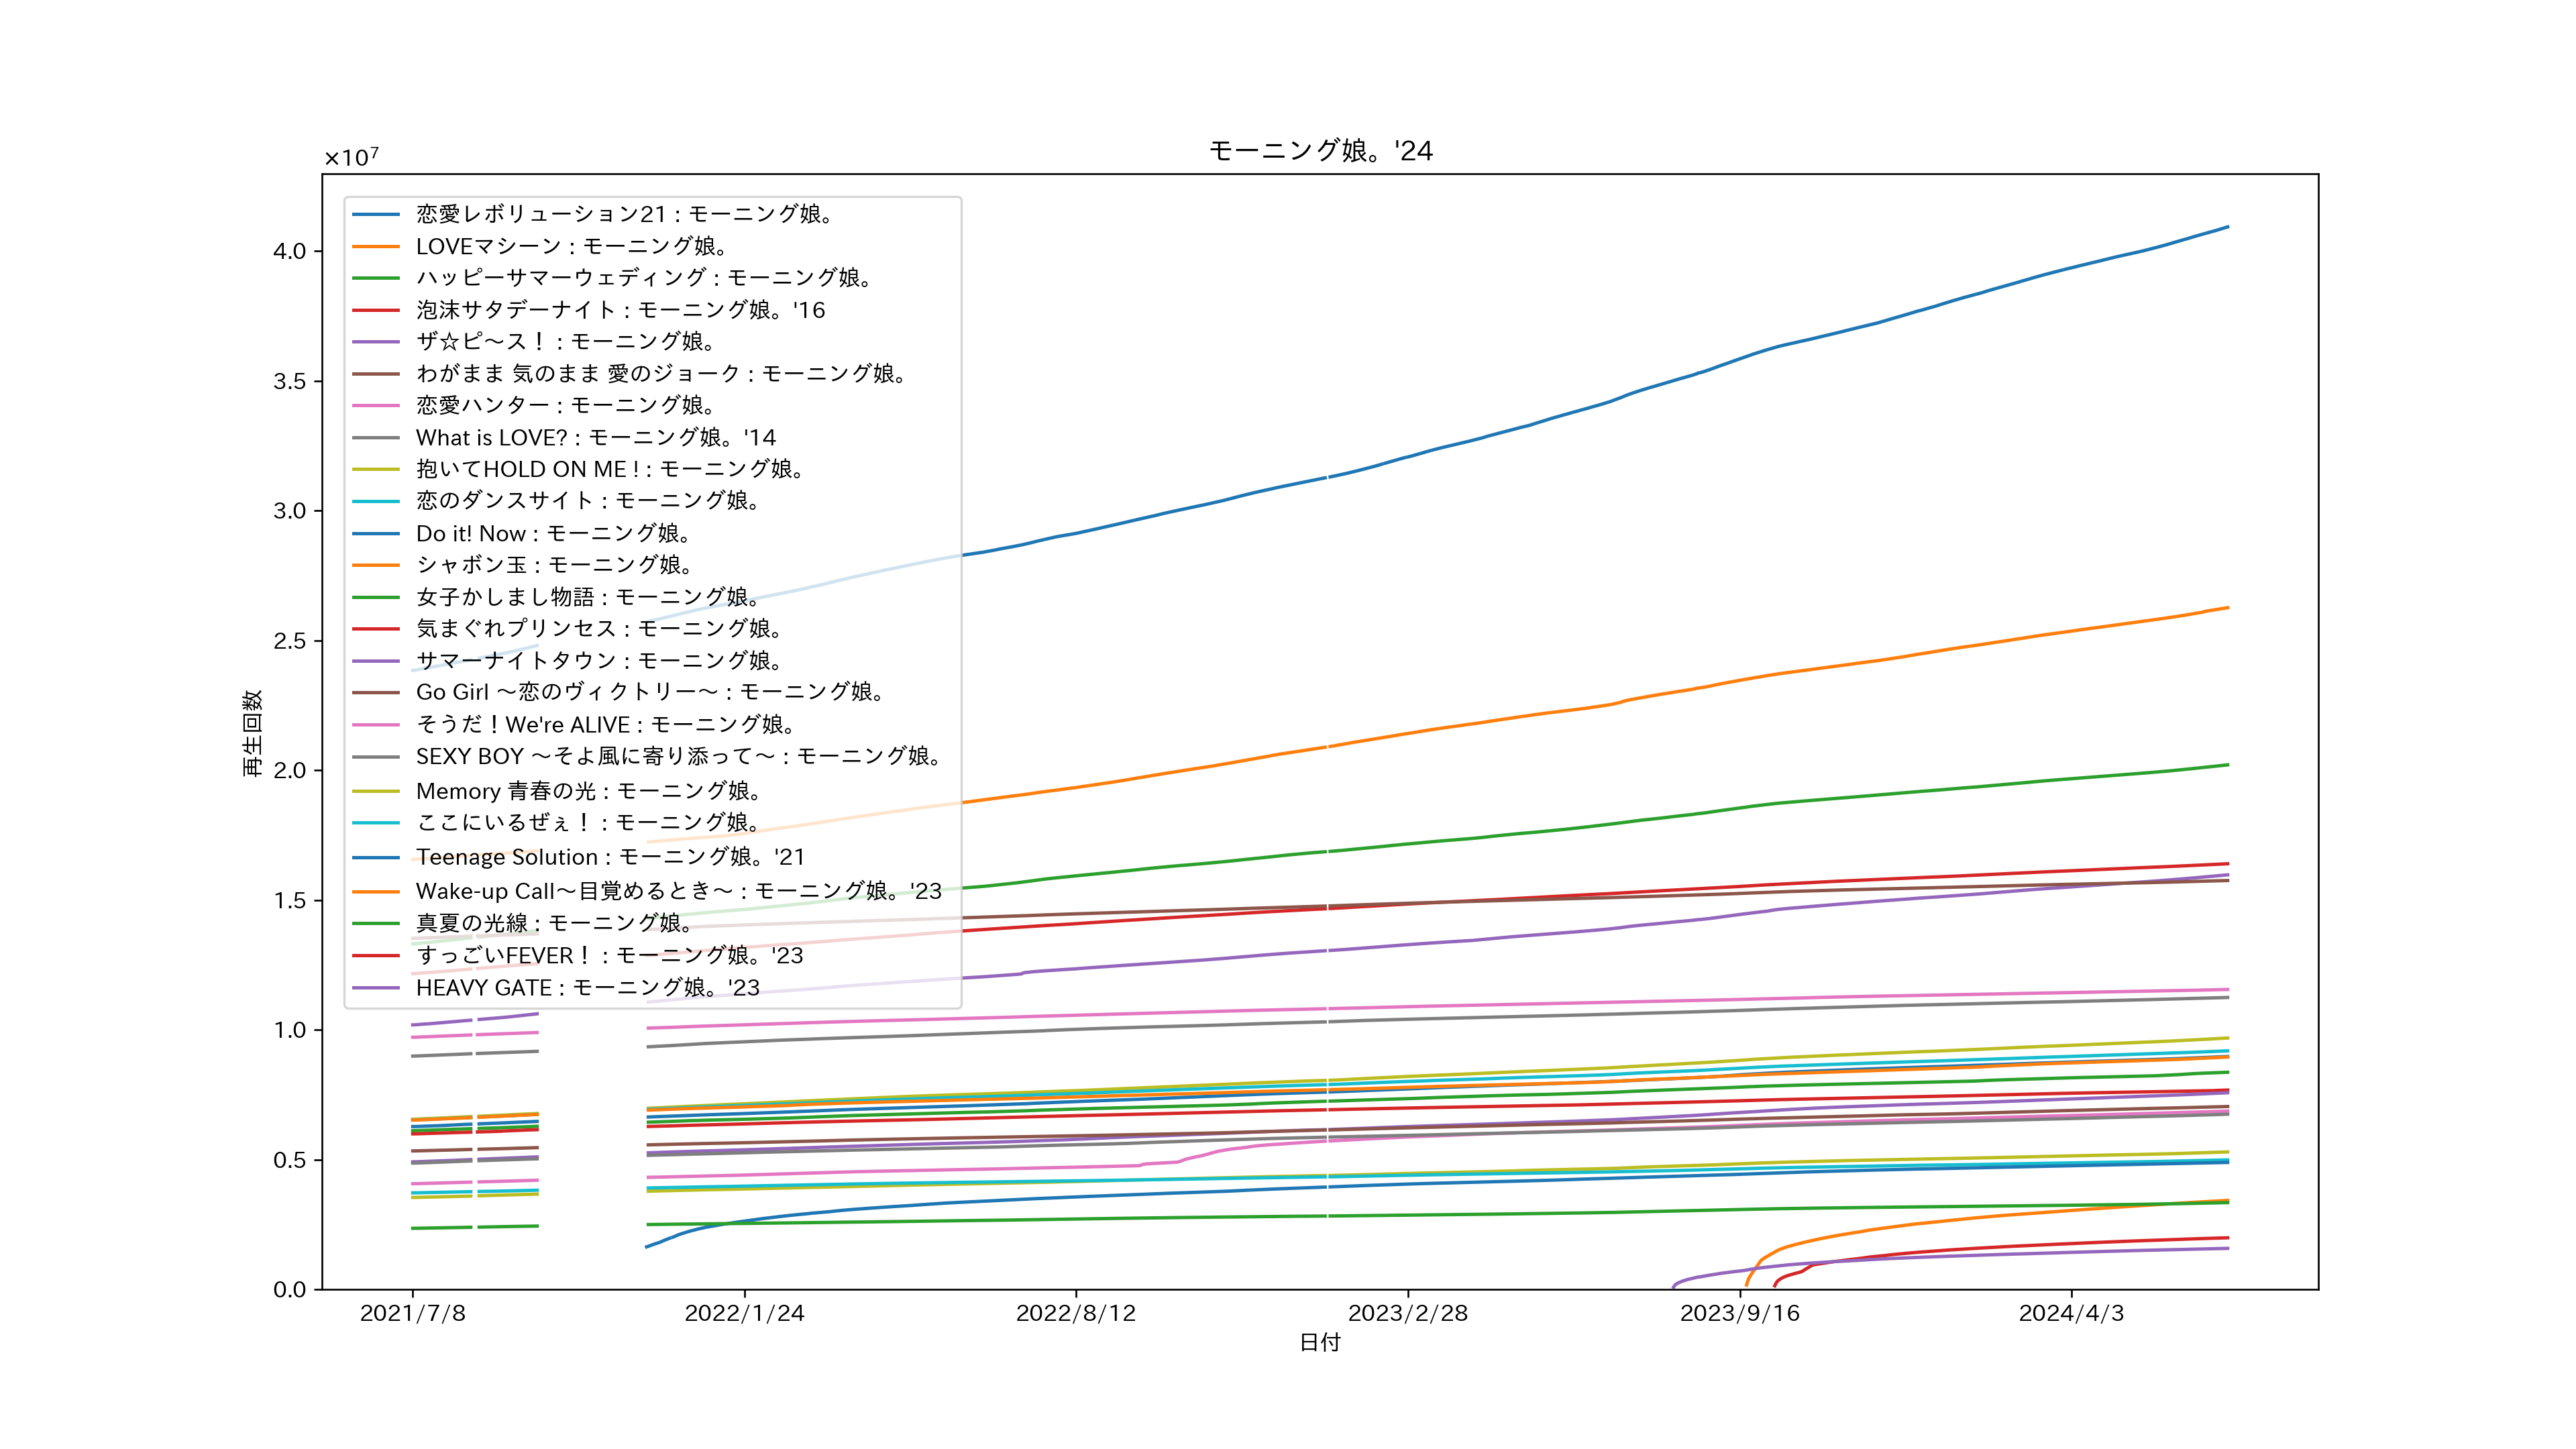 モーニング娘。'24
×10⁷
4.0
3.5
3.0
2.5
2.0
1.5
1.0
0.5
0.0
再生回数
恋愛レボリューション21 : モーニング娘。
LOVEマシーン : モーニング娘。
ハッピーサマーウェディング : モーニング娘。
泡沫サタデーナイト : モーニング娘。'16
ザ☆ピ〜ス！ : モーニング娘。
わがまま 気のまま 愛のジョーク : モーニング娘。
恋愛ハンター : モーニング娘。
What is LOVE? : モーニング娘。'14
抱いてHOLD ON ME ! : モーニング娘。
恋のダンスサイト : モーニング娘。
Do it! Now : モーニング娘。
シャボン玉 : モーニング娘。
女子かしまし物語 : モーニング娘。
気まぐれプリンセス : モーニング娘。
サマーナイトタウン : モーニング娘。
Go Girl 〜恋のヴィクトリー〜 : モーニング娘。
そうだ！We're ALIVE : モーニング娘。
SEXY BOY 〜そよ風に寄り添って〜 : モーニング娘。
Memory 青春の光 : モーニング娘。
ここにいるぜぇ！ : モーニング娘。
Teenage Solution : モーニング娘。'21
Wake-up Call〜目覚めるとき〜 : モーニング娘。'23
真夏の光線 : モーニング娘。
すっごいFEVER！ : モーニング娘。'23
HEAVY GATE : モーニング娘。'23
2021/7/8 2022/1/24 2022/8/12 2023/2/28 2023/9/16 2024/4/3
日付